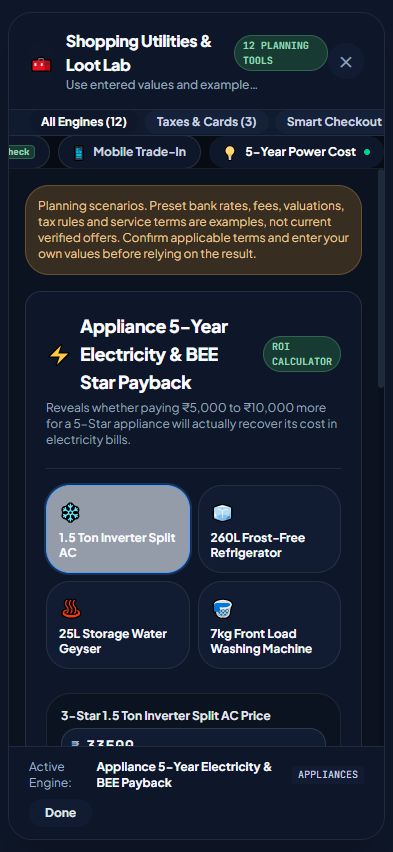 Shopping Utilities &
Loot Lab
12 PLANNING
TOOLS
Use entered values and example...
All Engines (12)
Taxes & Cards (3)
Smart Checkout
heck
Mobile Trade-In
5-Year Power Cost
Planning scenarios. Preset bank rates, fees, valuations,
tax rules and service terms are examples, not current
verified offers. Confirm applicable terms and enter your
own values before relying on the result.
Appliance 5-Year
Electricity & BEE
Star Payback
ROI
CALCULATOR
Reveals whether paying ₹5,000 to ₹10,000 more
for a 5-Star appliance will actually recover its cost in
electricity bills.
1.5 Ton Inverter Split
AC
260L Frost-Free
Refrigerator
25L Storage Water
Geyser
7kg Front Load
Washing Machine
3-Star 1.5 Ton Inverter Split AC Price
Active
Engine:
Appliance 5-Year Electricity &
BEE Payback
APPLIANCES
Done